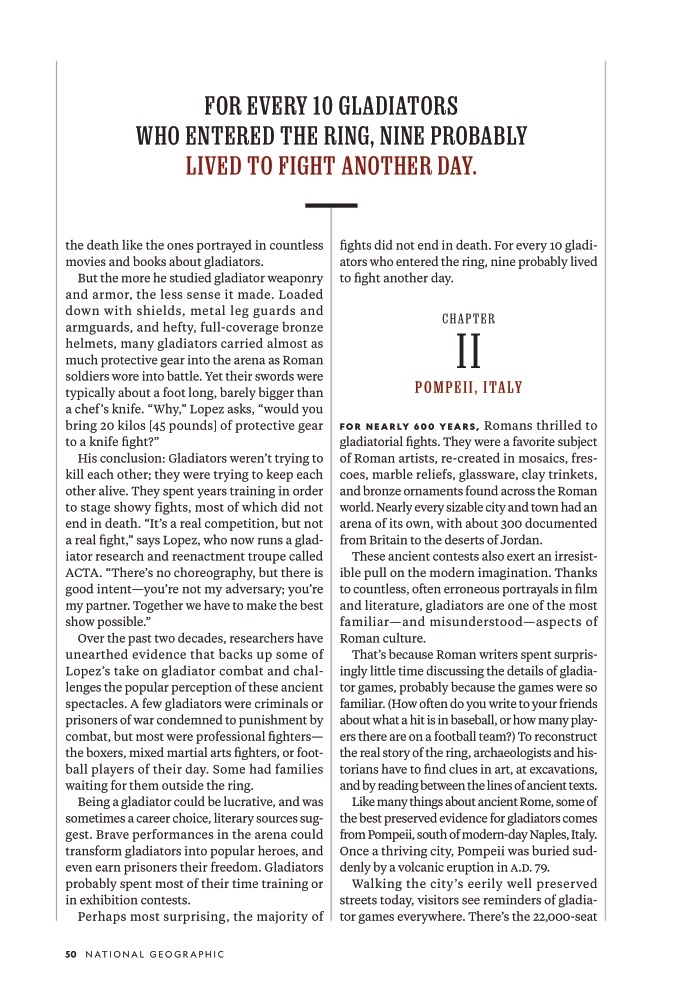 FOR EVERY 10 GLADIATORS
WHO ENTERED THE RING, NINE PROBABLY
LIVED TO FIGHT ANOTHER DAY.
the death like the ones portrayed in countless
movies and books about gladiators.
But the more he studied gladiator weaponry
and armor, the less sense it made. Loaded
down with shields, metal leg guards and
armguards, and hefty, full-coverage bronze
helmets, many gladiators carried almost as
much protective gear into the arena as Roman
soldiers wore into battle. Yet their swords were
typically about a foot long, barely bigger than
a chef’s knife. “Why,” Lopez asks, “would you
bring 20 kilos [45 pounds] of protective gear
to a knife fight?”
His conclusion: Gladiators weren’t trying to
kill each other; they were trying to keep each
other alive. They spent years training in order
to stage showy fights, most of which did not
end in death. “It’s a real competition, but not
a real fight,” says Lopez, who now runs a glad-
iator research and reenactment troupe called
ACTA. “There’s no choreography, but there is
good intent—you’re not my adversary; you’re
my partner. Together we have to make the best
show possible.”
Over the past two decades, researchers have
unearthed evidence that backs up some of
Lopez’s take on gladiator combat and chal-
lenges the popular perception of these ancient
spectacles. A few gladiators were criminals or
prisoners of war condemned to punishment by
combat, but most were professional fighters—
the boxers, mixed martial arts fighters, or foot-
ball players of their day. Some had families
waiting for them outside the ring.
Being a gladiator could be lucrative, and was
sometimes a career choice, literary sources sug-
gest. Brave performances in the arena could
transform gladiators into popular heroes, and
even earn prisoners their freedom. Gladiators
probably spent most of their time training or
in exhibition contests.
Perhaps most surprising, the majority of
fights did not end in death. For every 10 gladi-
ators who entered the ring, nine probably lived
to fight another day.
CHAPTER
II
POMPEII, ITALY
FOR NEARLY 600 YEARS, Romans thrilled to
gladiatorial fights. They were a favorite subject
of Roman artists, re-created in mosaics, fres-
coes, marble reliefs, glassware, clay trinkets,
and bronze ornaments found across the Roman
world. Nearly every sizable city and town had an
arena of its own, with about 300 documented
from Britain to the deserts of Jordan.
These ancient contests also exert an irresist-
ible pull on the modern imagination. Thanks
to countless, often erroneous portrayals in film
and literature, gladiators are one of the most
familiar—and misunderstood—aspects of
Roman culture.
That’s because Roman writers spent surpris-
ingly little time discussing the details of gladia-
tor games, probably because the games were so
familiar. (How often do you write to your friends
about what a hit is in baseball, or how many play-
ers there are on a football team?) To reconstruct
the real story of the ring, archaeologists and his-
torians have to find clues in art, at excavations,
and by reading between the lines of ancient texts.
Like many things about ancient Rome, some of
the best preserved evidence for gladiators comes
from Pompeii, south of modern-day Naples, Italy.
Once a thriving city, Pompeii was buried sud-
denly by a volcanic eruption in A.D. 79.
Walking the city’s eerily well preserved
streets today, visitors see reminders of gladia-
tor games everywhere. There’s the 22,000-seat
50 NATIONAL GEOGRAPHIC